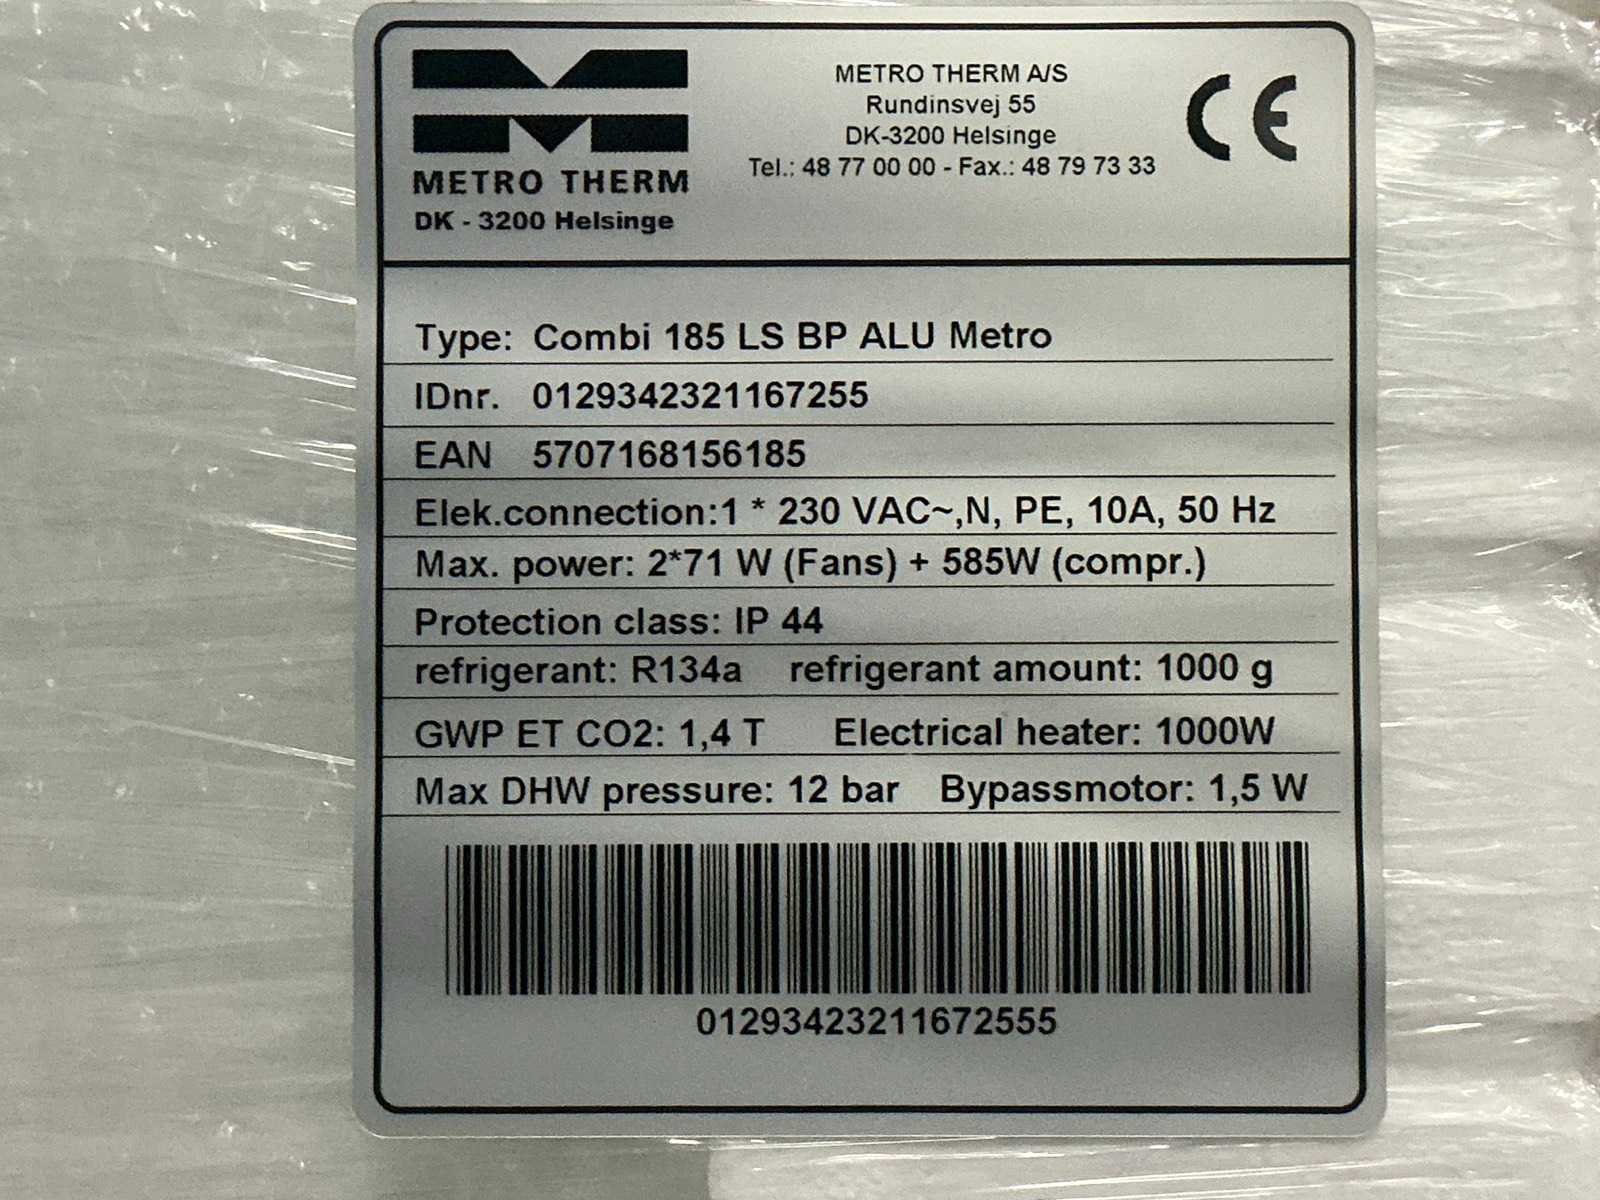 METRO THERM
DK - 3200 Helsinge
METRO THERM A/S
Rundinsvej 55
DK-3200 Helsinge
Tel.: 48 77 00 00 - Fax.: 48 79 73 33
CE
Type: Combi 185 LS BP ALU Metro
IDnr. 0129342321167255
EAN 5707168156185
Elek.connection:1 * 230 VAC~,N, PE, 10A, 50 Hz
Max. power: 2*71 W (Fans) + 585W (compr.)
Protection class: IP 44
refrigerant: R134a refrigerant amount: 1000 g
GWP ET CO2: 1,4 T Electrical heater: 1000W
Max DHW pressure: 12 bar Bypassmotor: 1,5 W
01293423211672555